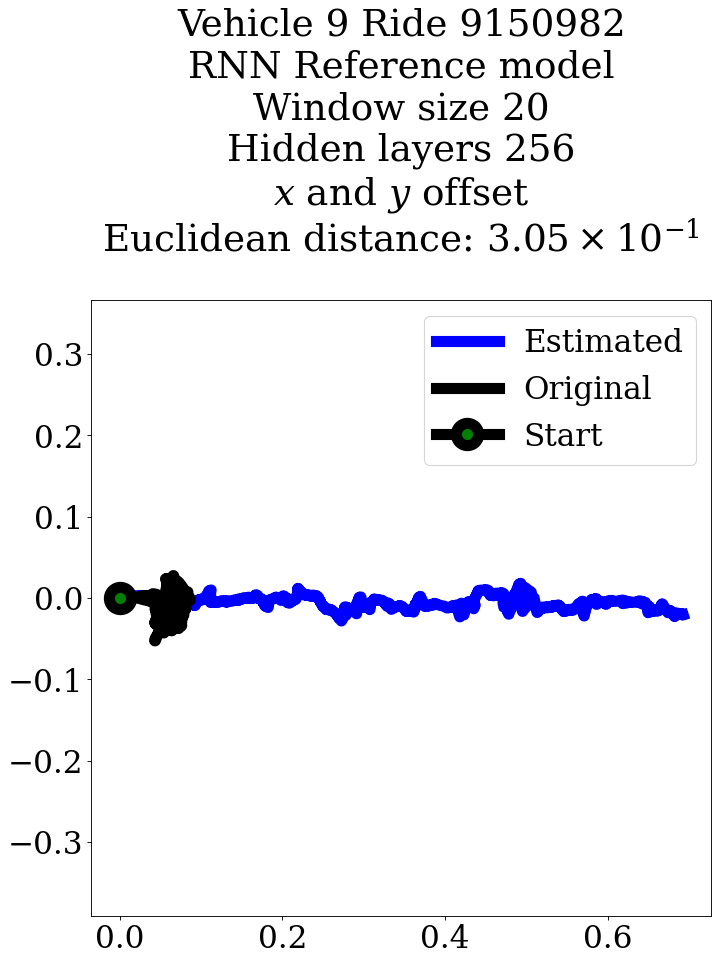 Vehicle 9 Ride 9150982
RNN Reference model
Window size 20
Hidden layers 256
x and y offset
Euclidean distance: 3.05 × 10⁻¹
Estimated
Original
Start
0.3
0.2
0.1
0.0
−0.1
−0.2
−0.3
0.0 0.2 0.4 0.6